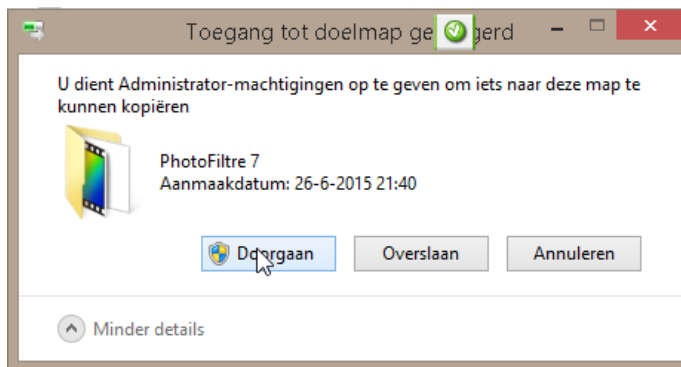 Toegang tot doelmap gerd
U dient Administrator-machtigingen op te geven om iets naar deze map te
kunnen kopiëren
PhotoFiltre 7
Aanmaakdatum: 26-6-2015 21:40
Doorgaan Overslaan Annuleren
Minder details